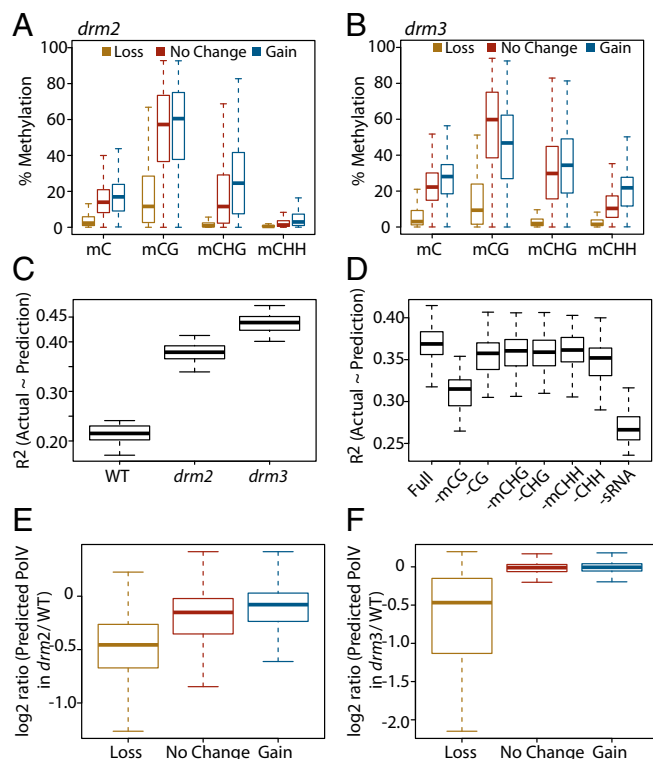 A
drm2
Loss No Change Gain
% Methylation
100
80
60
40
20
0
mC mCG mCHG mCHH
B
drm3
Loss No Change Gain
% Methylation
100
80
60
40
20
0
mC mCG mCHG mCHH
C
R² (Actual ~ Prediction)
0.45
0.40
0.20
WT drm2 drm3
D
R² (Actual ~ Prediction)
0.40
0.35
0.30
0.25
Full -mCG -CG -mCHG -CHG -mCHH -CHH -sRNA
E
log2 ratio (Predicted PolV
in drm2/ WT)
0
-0.5
-1.0
Loss No Change Gain
F
log2 ratio (Predicted PolV
in drm3/ WT)
0
-0.5
-1.0
-1.5
-2.0
Loss No Change Gain